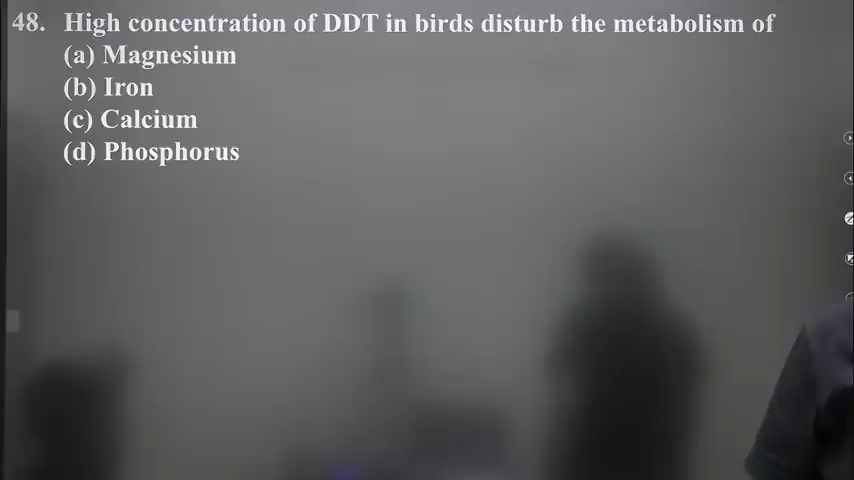 48. High concentration of DDT in birds disturb the metabolism of
(a) Magnesium
(b) Iron
(c) Calcium
(d) Phosphorus